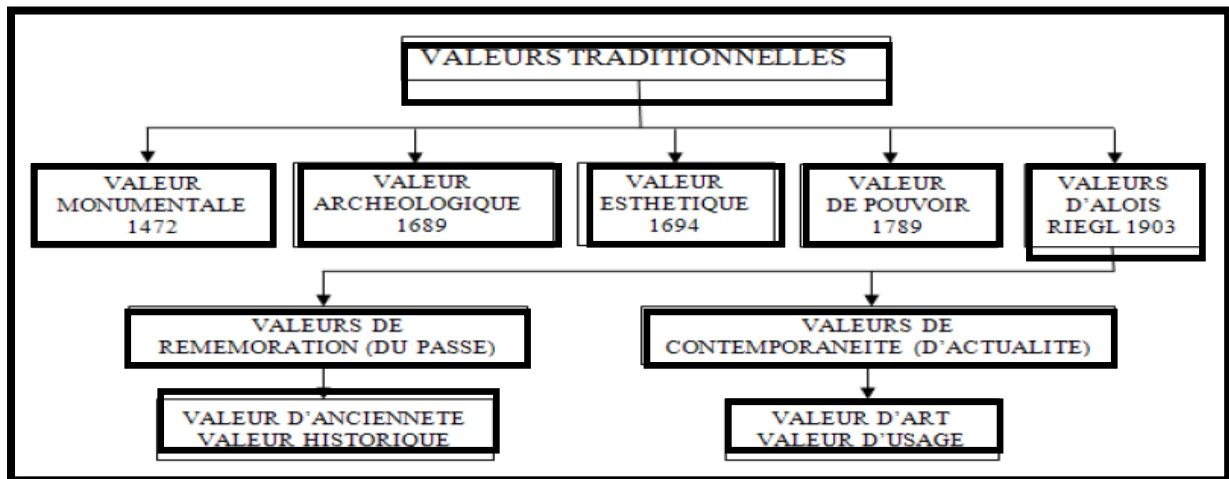 VALEURS TRADITIONNELLES
VALEUR
MONUMENTALE
1472
VALEUR
ARCHEOLOGIQUE
1689
VALEUR
ESTHETIQUE
1694
VALEUR
DE POUVOIR
1789
VALEURS
D'ALOIS
RIEGL 1903
VALEURS DE
REMEMORATION (DU PASSE)
VALEURS DE
CONTEMPORANEITE (D'ACTUALITE)
VALEUR D'ANCIENNETE
VALEUR HISTORIQUE
VALEUR D'ART
VALEUR D'USAGE